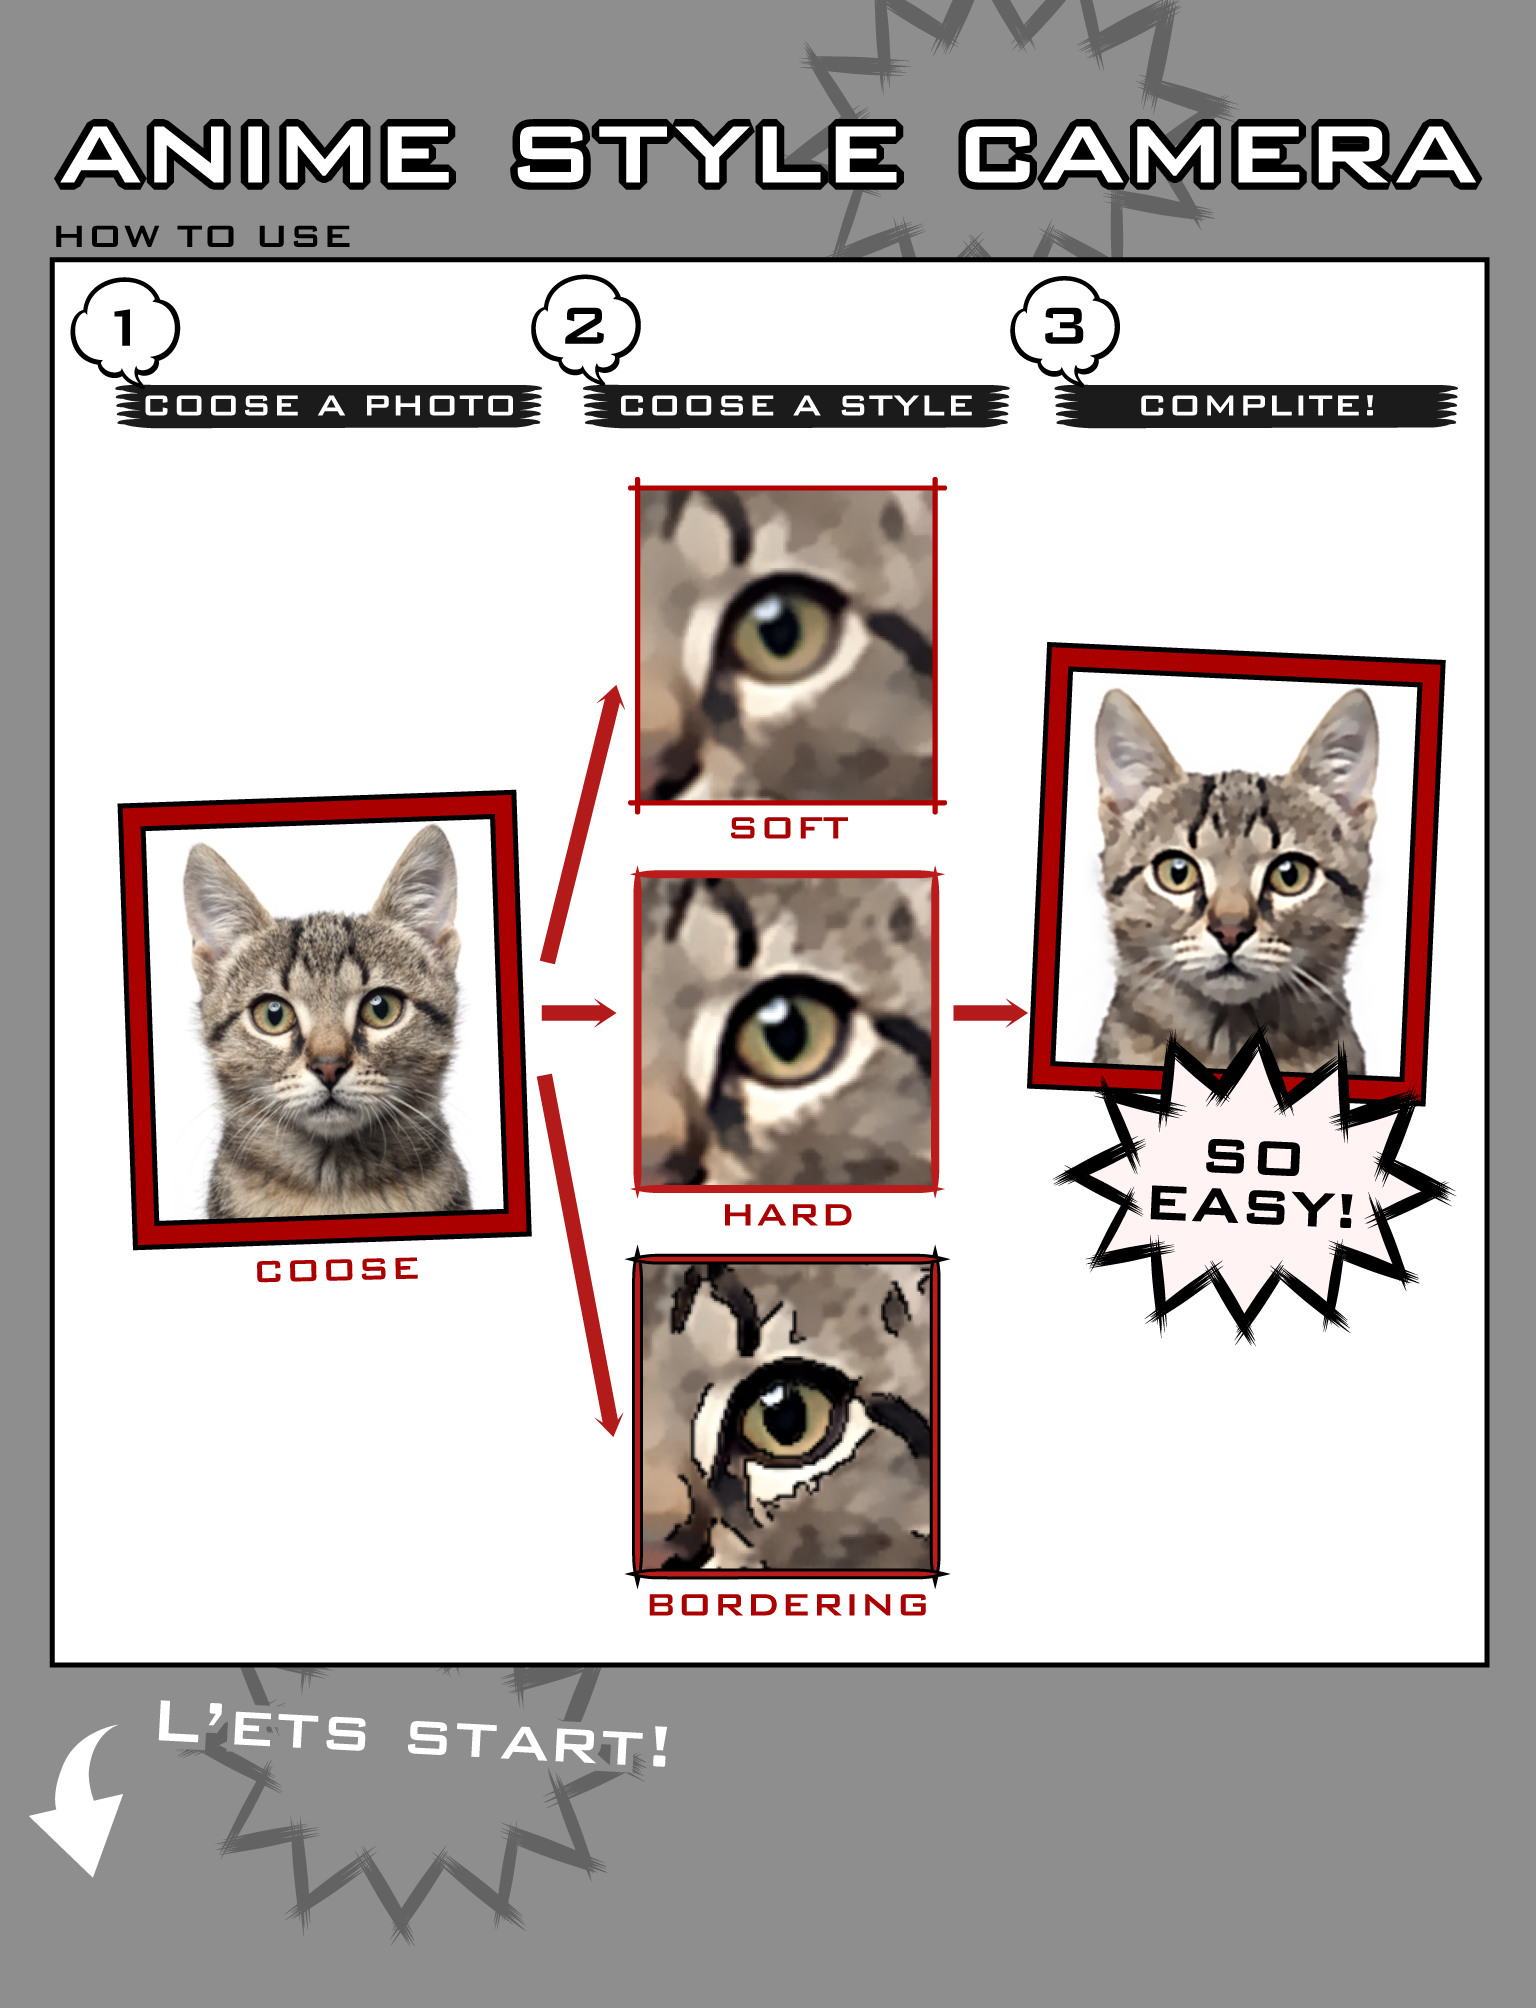 ANIME STYLE CAMERA
HOW TO USE
1
COOSE A PHOTO
2
COOSE A STYLE
3
COMPLITE!
COOSE
SOFT
HARD
BORDERING
SO
EASY!
L'ETS START!